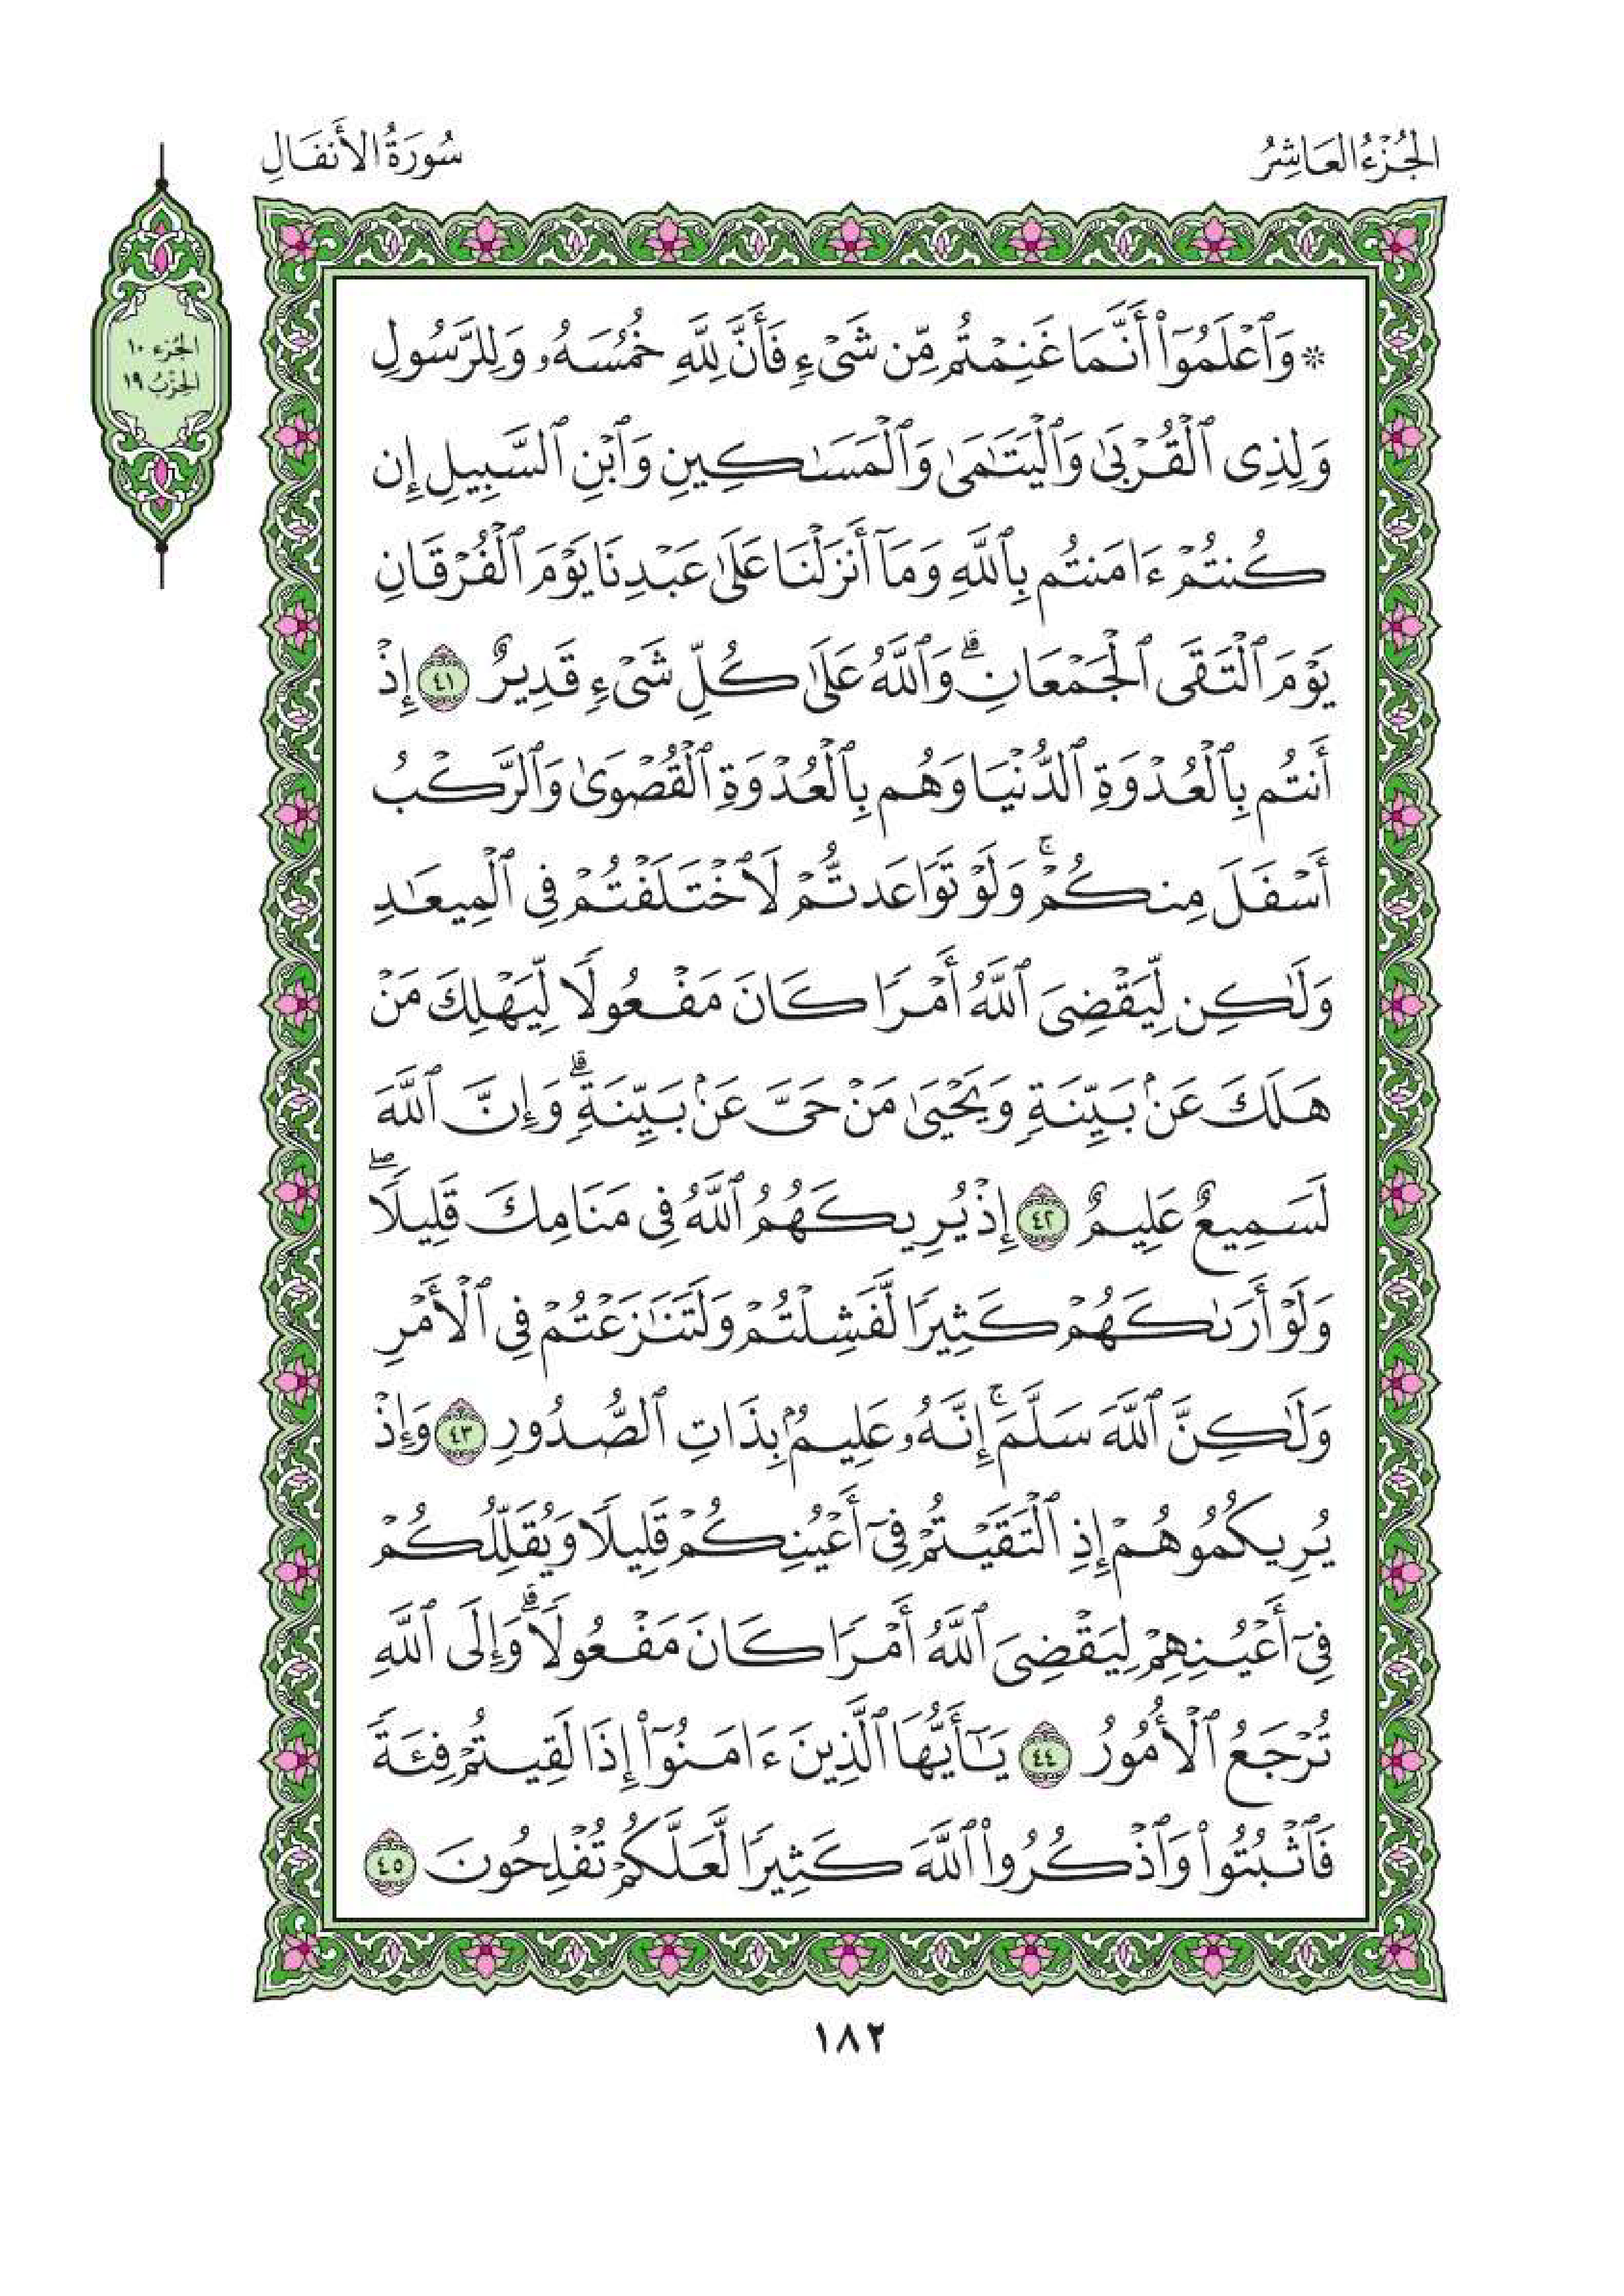 الجُزْءُ العَاشِرُ
سُورَةُ الأَنفَالِ
الجُزء ١٠
الحِزْبُ ١٩
۞ وَٱعْلَمُوٓا۟ أَنَّمَا غَنِمْتُم مِّن شَىْءٍ فَأَنَّ لِلَّهِ خُمُسَهُۥ وَلِلرَّسُولِ
وَلِذِى ٱلْقُرْبَىٰ وَٱلْيَتَـٰمَىٰ وَٱلْمَسَـٰكِينِ وَٱبْنِ ٱلسَّبِيلِ إِن
كُنتُمْ ءَامَنتُم بِٱللَّهِ وَمَآ أَنزَلْنَا عَلَىٰ عَبْدِنَا يَوْمَ ٱلْفُرْقَانِ
يَوْمَ ٱلْتَقَى ٱلْجَمْعَانِ ۗ وَٱللَّهُ عَلَىٰ كُلِّ شَىْءٍ قَدِيرٌ ٤١ إِذْ
أَنتُم بِٱلْعُدْوَةِ ٱلدُّنْيَا وَهُم بِٱلْعُدْوَةِ ٱلْقُصْوَىٰ وَٱلرَّكْبُ
أَسْفَلَ مِنكُمْ ۚ وَلَوْ تَوَاعَدتُّمْ لَٱخْتَلَفْتُمْ فِى ٱلْمِيعَـٰدِ
وَلَـٰكِن لِّيَقْضِىَ ٱللَّهُ أَمْرًا كَانَ مَفْعُولًا لِّيَهْلِكَ مَنْ
هَلَكَ عَنۢ بَيِّنَةٍ وَيَحْيَىٰ مَنْ حَىَّ عَنۢ بَيِّنَةٍ ۗ وَإِنَّ ٱللَّهَ
لَسَمِيعٌ عَلِيمٌ ٤٢ إِذْ يُرِيكَهُمُ ٱللَّهُ فِى مَنَامِكَ قَلِيلًا ۖ
وَلَوْ أَرَىٰكَهُمْ كَثِيرًا لَّفَشِلْتُمْ وَلَتَنَـٰزَعْتُمْ فِى ٱلْأَمْرِ
وَلَـٰكِنَّ ٱللَّهَ سَلَّمَ ۚ إِنَّهُۥ عَلِيمٌۢ بِذَاتِ ٱلصُّدُورِ ٤٣ وَإِذْ
يُرِيكُمُوهُمْ إِذِ ٱلْتَقَيْتُمْ فِىٓ أَعْيُنِكُمْ قَلِيلًا وَيُقَلِّلُكُمْ
فِىٓ أَعْيُنِهِمْ لِيَقْضِىَ ٱللَّهُ أَمْرًا كَانَ مَفْعُولًا ۗ وَإِلَى ٱللَّهِ
تُرْجَعُ ٱلْأُمُورُ ٤٤ يَـٰٓأَيُّهَا ٱلَّذِينَ ءَامَنُوٓا۟ إِذَا لَقِيتُمْ فِئَةً
فَٱثْبُتُوا۟ وَٱذْكُرُوا۟ ٱللَّهَ كَثِيرًا لَّعَلَّكُمْ تُفْلِحُونَ ٤٥
١٨٢